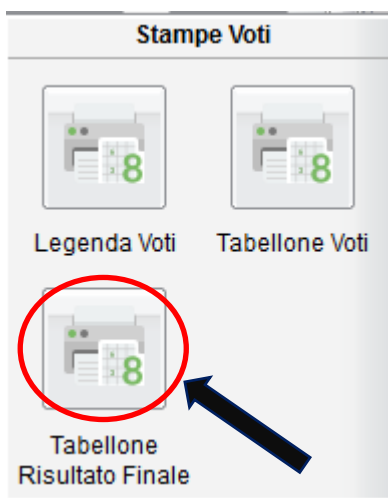 Stampe Voti
Legenda Voti
Tabellone Voti
Tabellone
Risultato Finale